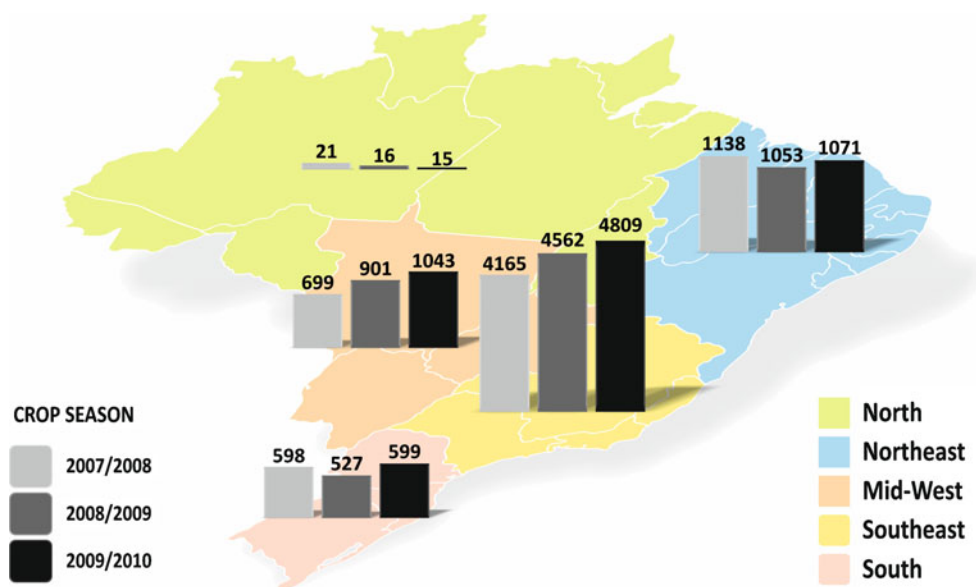 21 16 15
1138 1053 1071
699 901 1043
4165 4562 4809
598 527 599
CROP SEASON
2007/2008
2008/2009
2009/2010
North
Northeast
Mid-West
Southeast
South